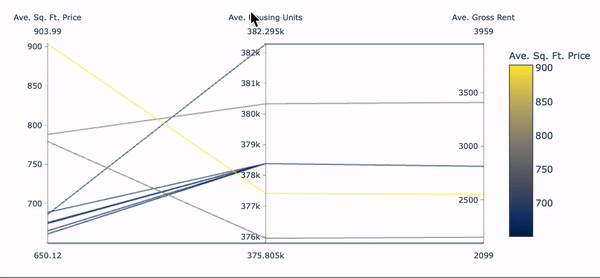 Ave. Sq. Ft. Price
Ave. Housing Units
Ave. Gross Rent
903.99
382.295k
3959
900
850
800
750
700
382k
381k
380k
379k
378k
377k
376k
3500
3000
2500
650.12
375.805k
2099
Ave. Sq. Ft. Price
900
850
800
750
700